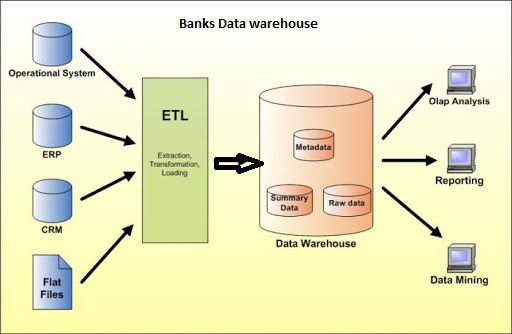 Banks Data warehouse
Operational System
ERP
CRM
Flat
Files
ETL
Extraction,
Transformation,
Loading
Metadata
Summary
Data
Raw data
Data Warehouse
Olap Analysis
Reporting
Data Mining